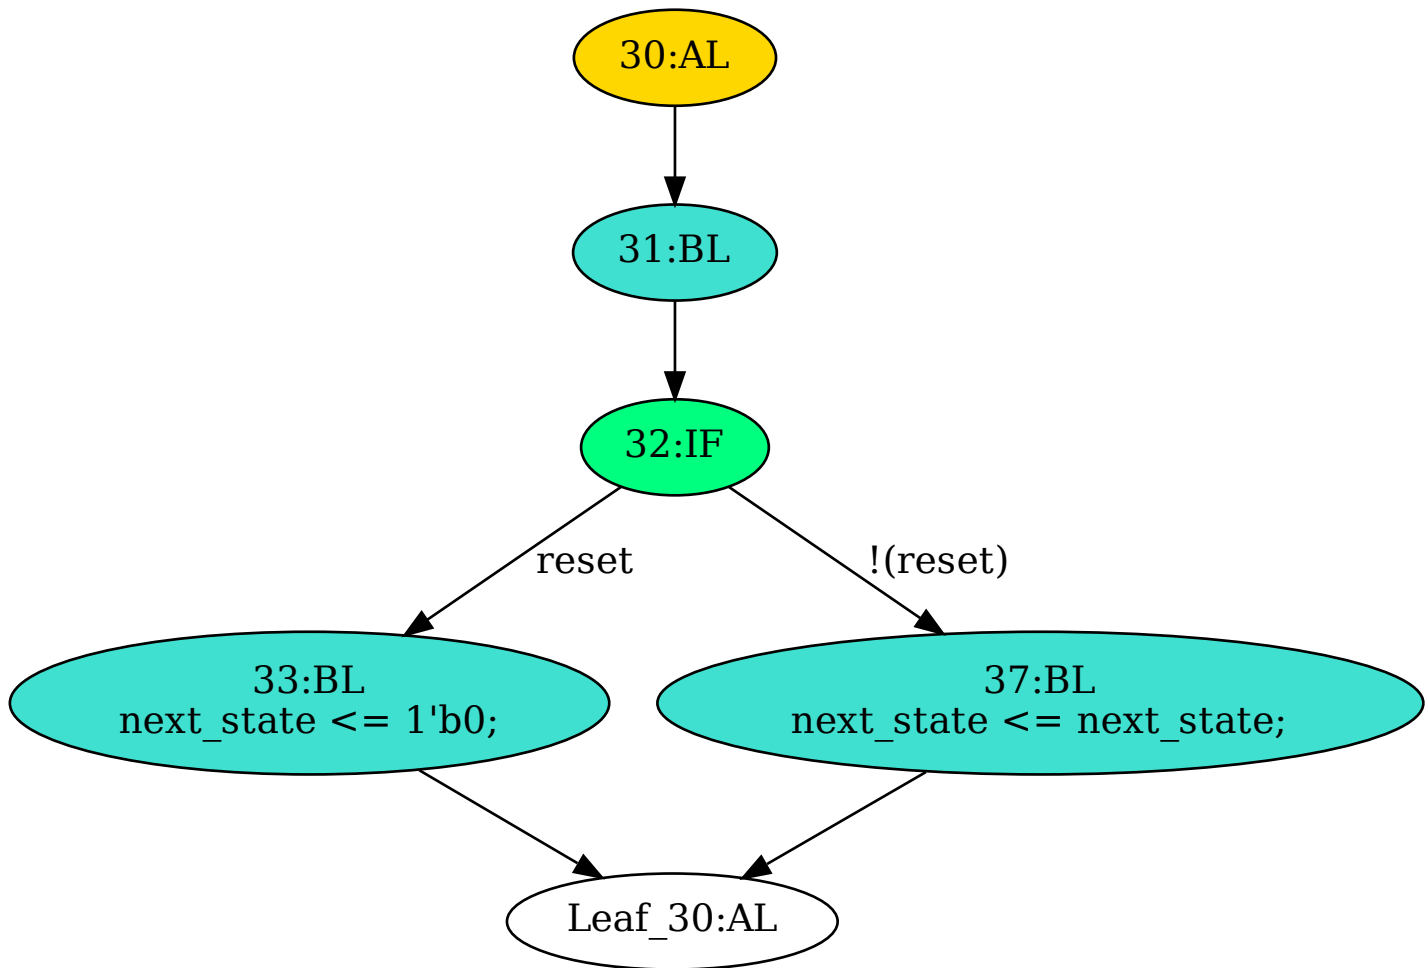 30:AL
31:BL
32:IF
reset
!(reset)
33:BL
next_state <= 1'b0;
37:BL
next_state <= next_state;
Leaf_30:AL